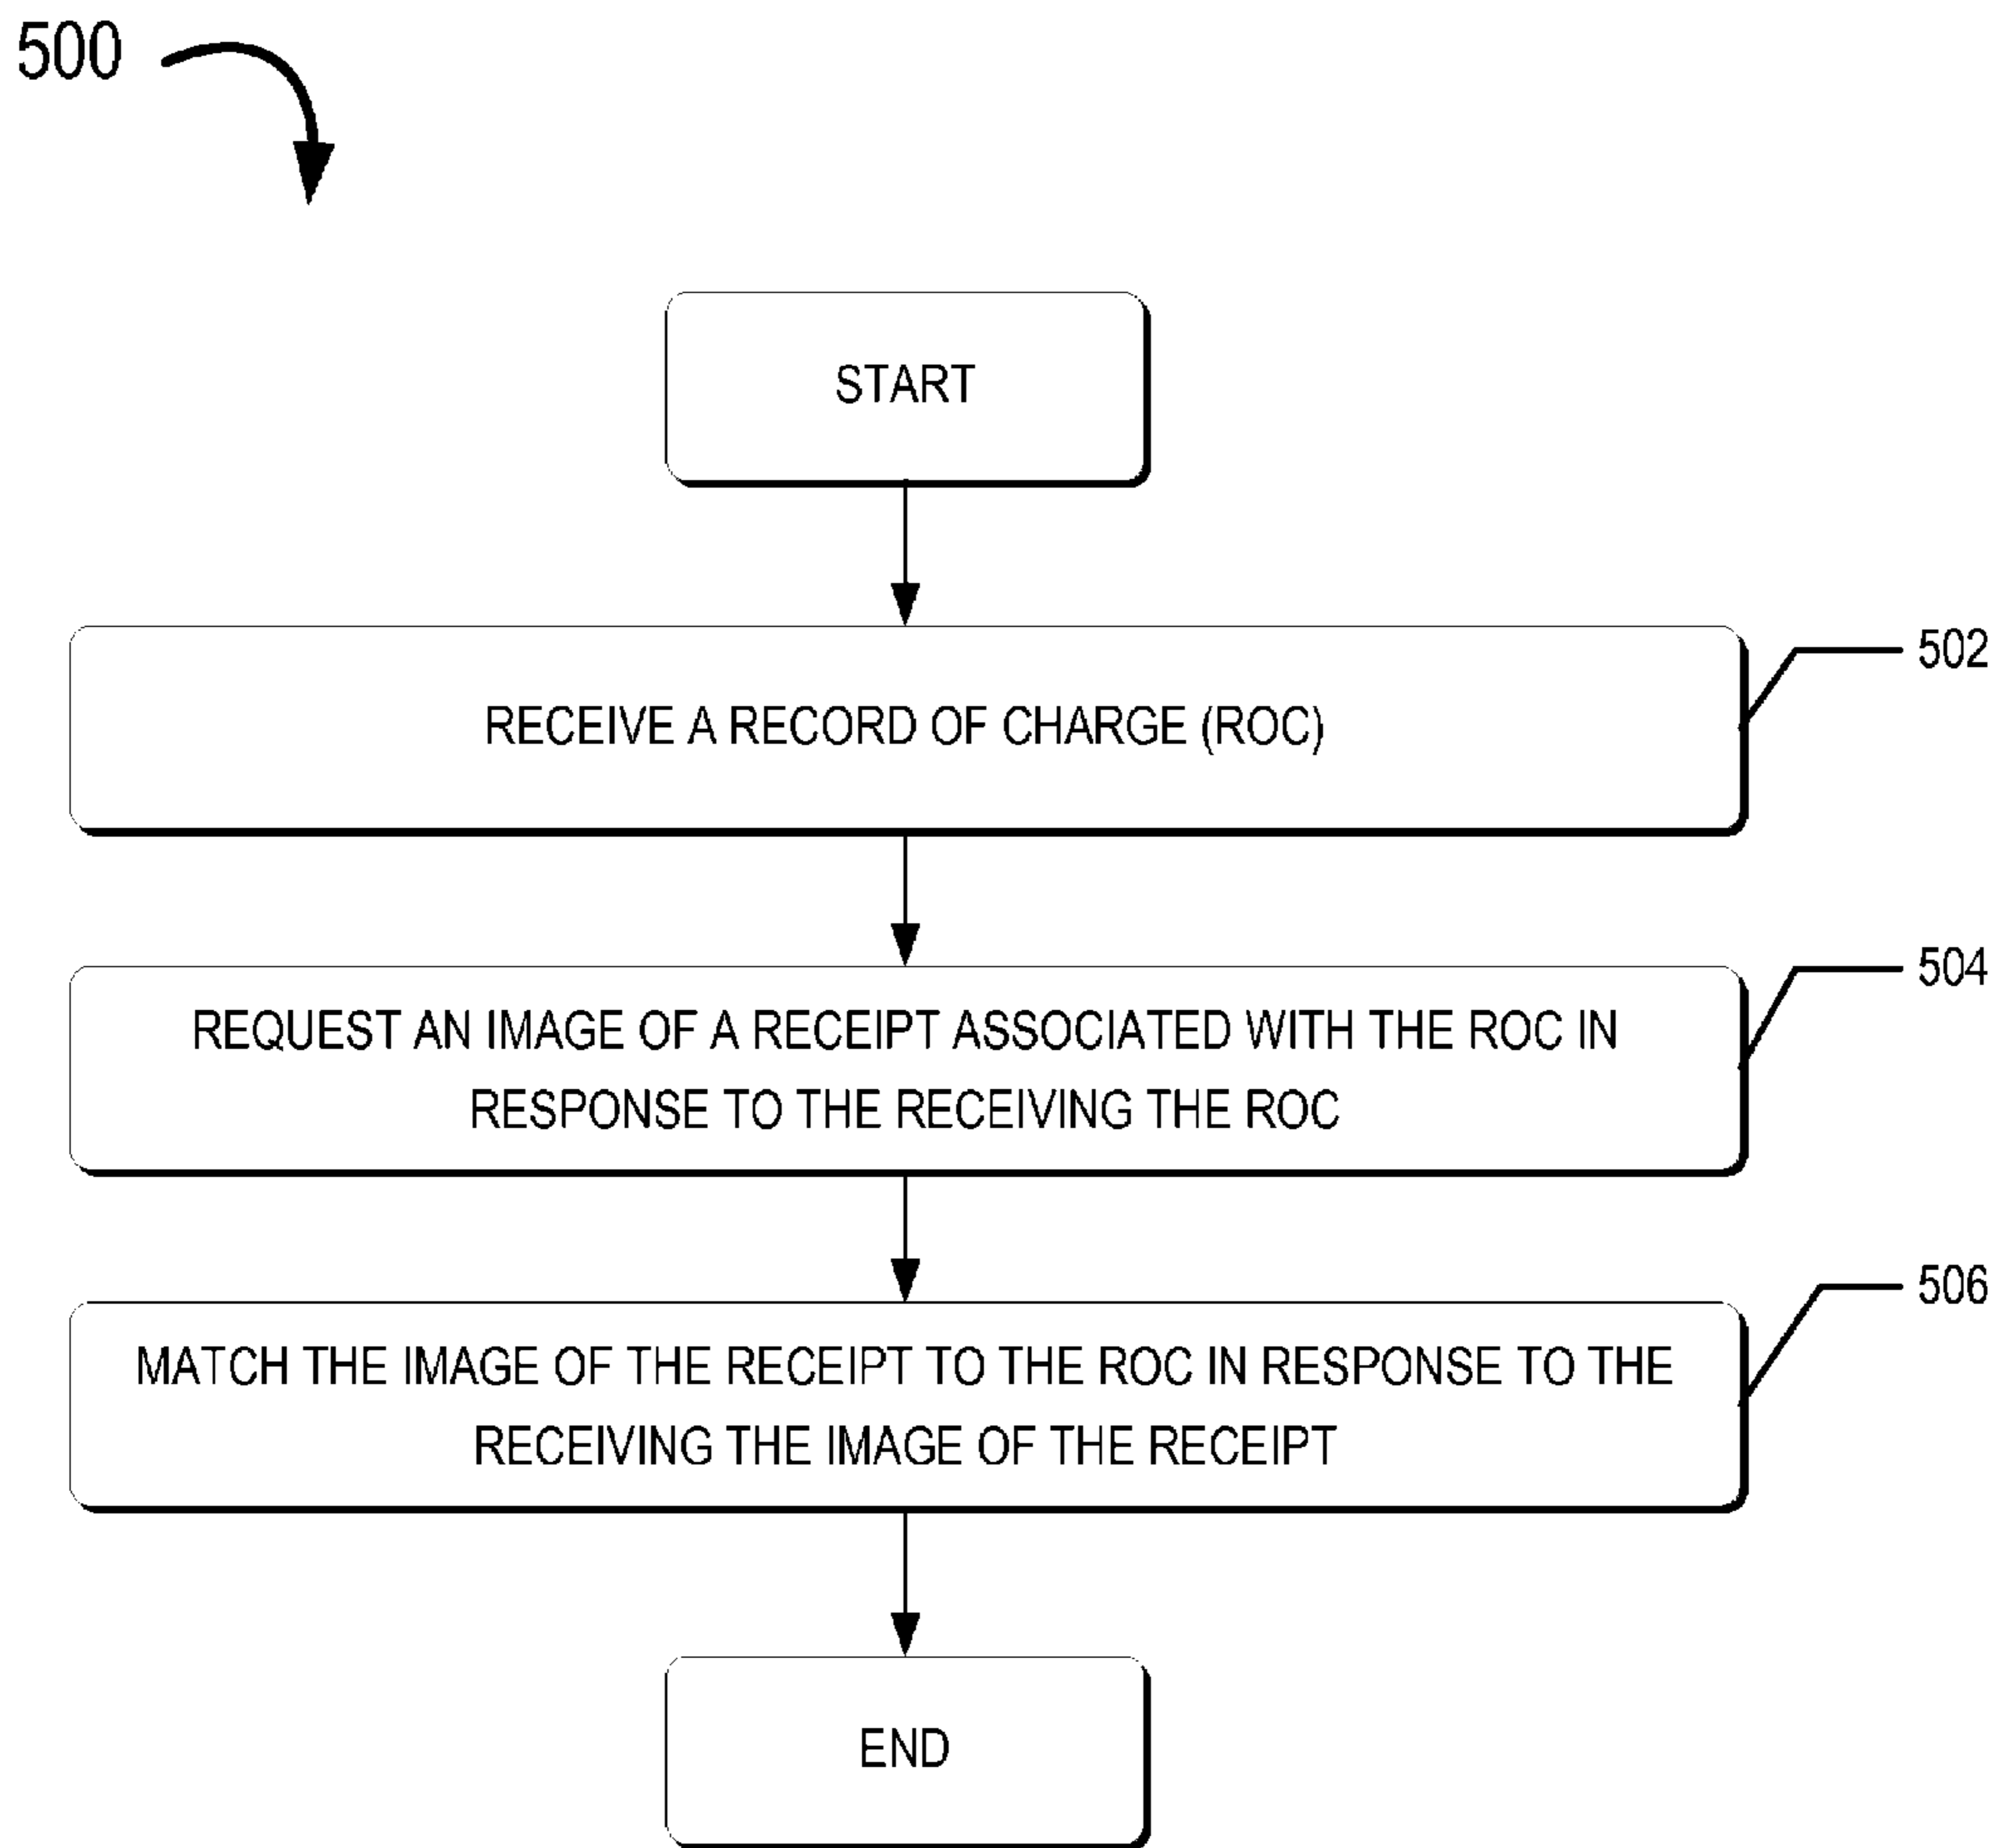 500
START
RECEIVE A RECORD OF CHARGE (ROC)
502
REQUEST AN IMAGE OF A RECEIPT ASSOCIATED WITH THE ROC IN
RESPONSE TO THE RECEIVING THE ROC
504
MATCH THE IMAGE OF THE RECEIPT TO THE ROC IN RESPONSE TO THE
RECEIVING THE IMAGE OF THE RECEIPT
506
END